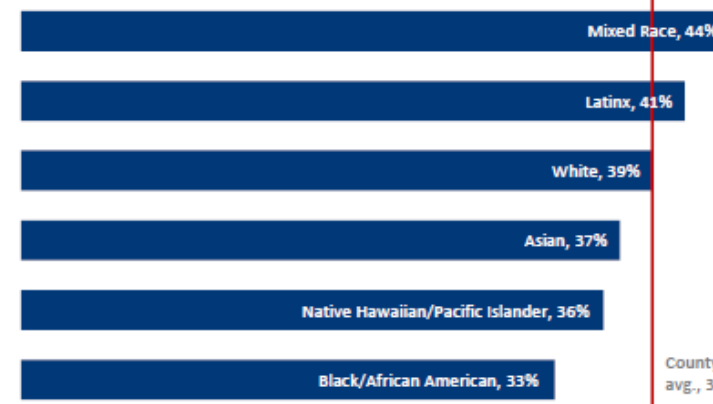 Mixed Race, 44%
Latinx, 41%
White, 39%
Asian, 37%
Native Hawaiian/Pacific Islander, 36%
Black/African American, 33%
County
avg., 3